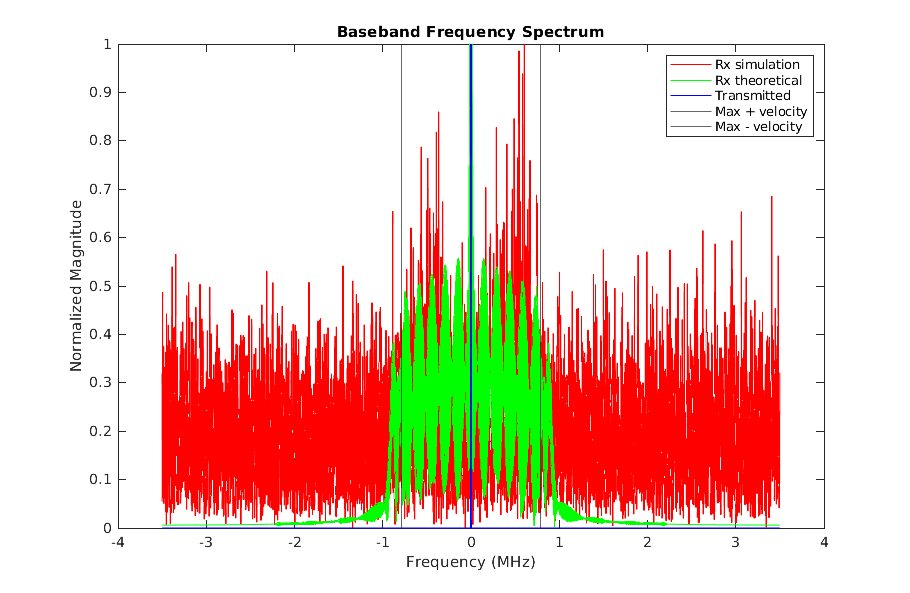 Baseband Frequency Spectrum
Normalized Magnitude
1
0.9
0.8
0.7
0.6
0.5
0.4
0.3
0.2
0.1
0
-4
-3
-2
-1
0
1
2
3
4
Frequency (MHz)
Rx simulation
Rx theoretical
Transmitted
Max + velocity
Max - velocity